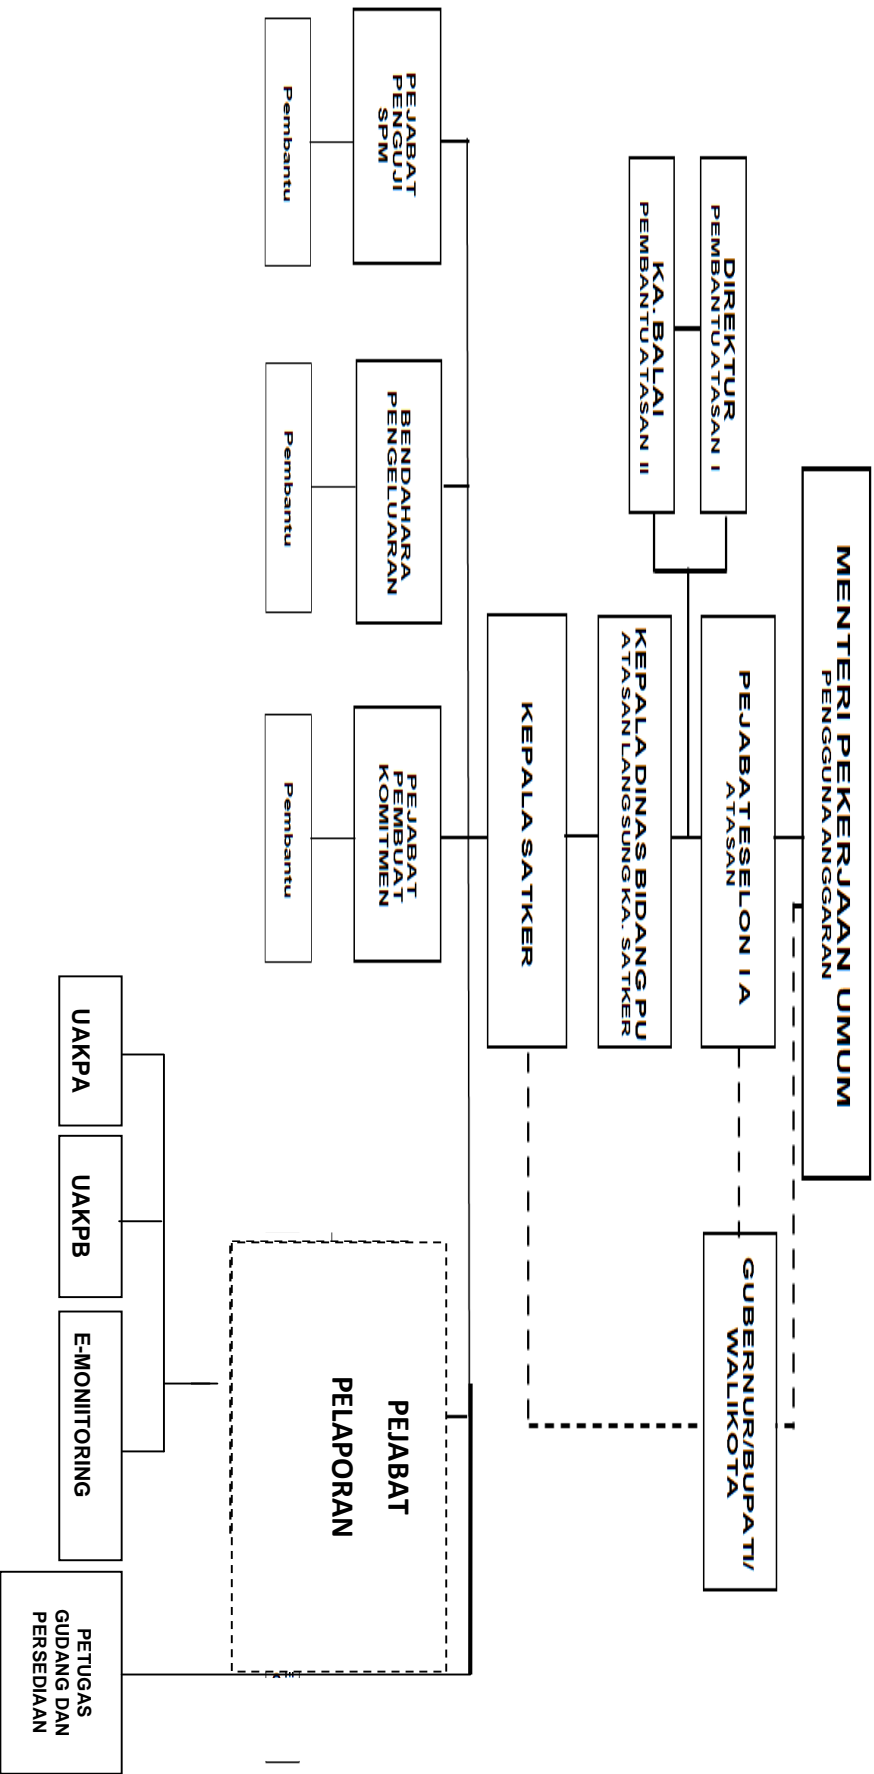 MENTERI PEKERJAAN UMUM
PENGGUNA ANGGARAN
DIREKTUR
PEMBANTU ATASAN I
PEJABAT ESELON I A
ATASAN
GUBERNUR/BUPATI/
WALIKOTA
KA. BALAI
PEMBANTU ATASAN II
KEPALA DINAS BIDANG PU
ATASAN LANGSUNG KA. SATKER
KEPALA SATKER
PEJABAT
PENGUJI
SPM
BENDAHARA
PENGELUARAN
PEJABAT
PEMBUAT
KOMITMEN
PEJABAT
PELAPORAN
Pembantu
Pembantu
Pembantu
UAKPA
UAKPB
E-MONIITORING
PETUGAS
GUDANG DAN
PERSEDIAAN